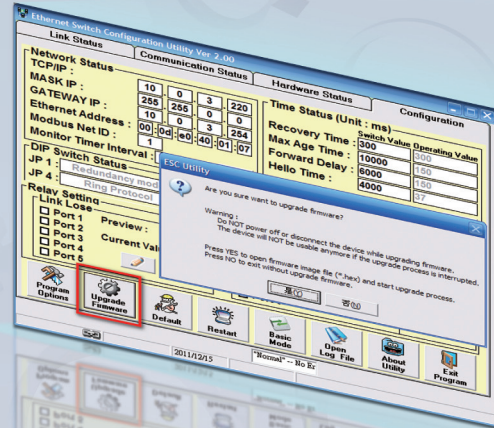 Ethernet Switch Configuration Utility Ver 2.00
Link Status
Communication Status
Hardware Status
Configuration
Network Status
TCP/IP : 10 . 0 . 3 . 220
MASK IP : 255 . 255 . 0 . 0
GATEWAY IP : 10 . 0 . 3 . 254
Ethernet Address : 00 : 0d : e0 : 40 : 01 : 07
Modbus Net ID : 1
Monitor Timer Interval :
Time Status (Unit : ms)
Switch Value Operating Value
Recovery Time : 300 300
Max Age Time : 10000 150
Forward Delay : 6000 150
Hello Time : 4000 37
DIP Switch Status
JP 1 : Redundancy mod
JP 4 : Ring Protocol
Relay Setting
Link Lose
Port 1
Port 2
Port 3
Port 4
Port 5
Preview :
Current Val
ESC Utility
Are you sure want to upgrade firmware?
Warning :
Do NOT power off or disconnect the device while upgrading firmware.
The device will NOT be usable anymore if the upgrade process is interrupted.
Press YES to open firmware image file (*.hex) and start upgrade process.
Press NO to exit without upgrade firmware.
是(Y)
否(N)
Program Options
Upgrade Firmware
Default
Restart
Basic Mode
Open Log File
About Utility
Exit Program
2011/12/15
"Normal" -- No Er